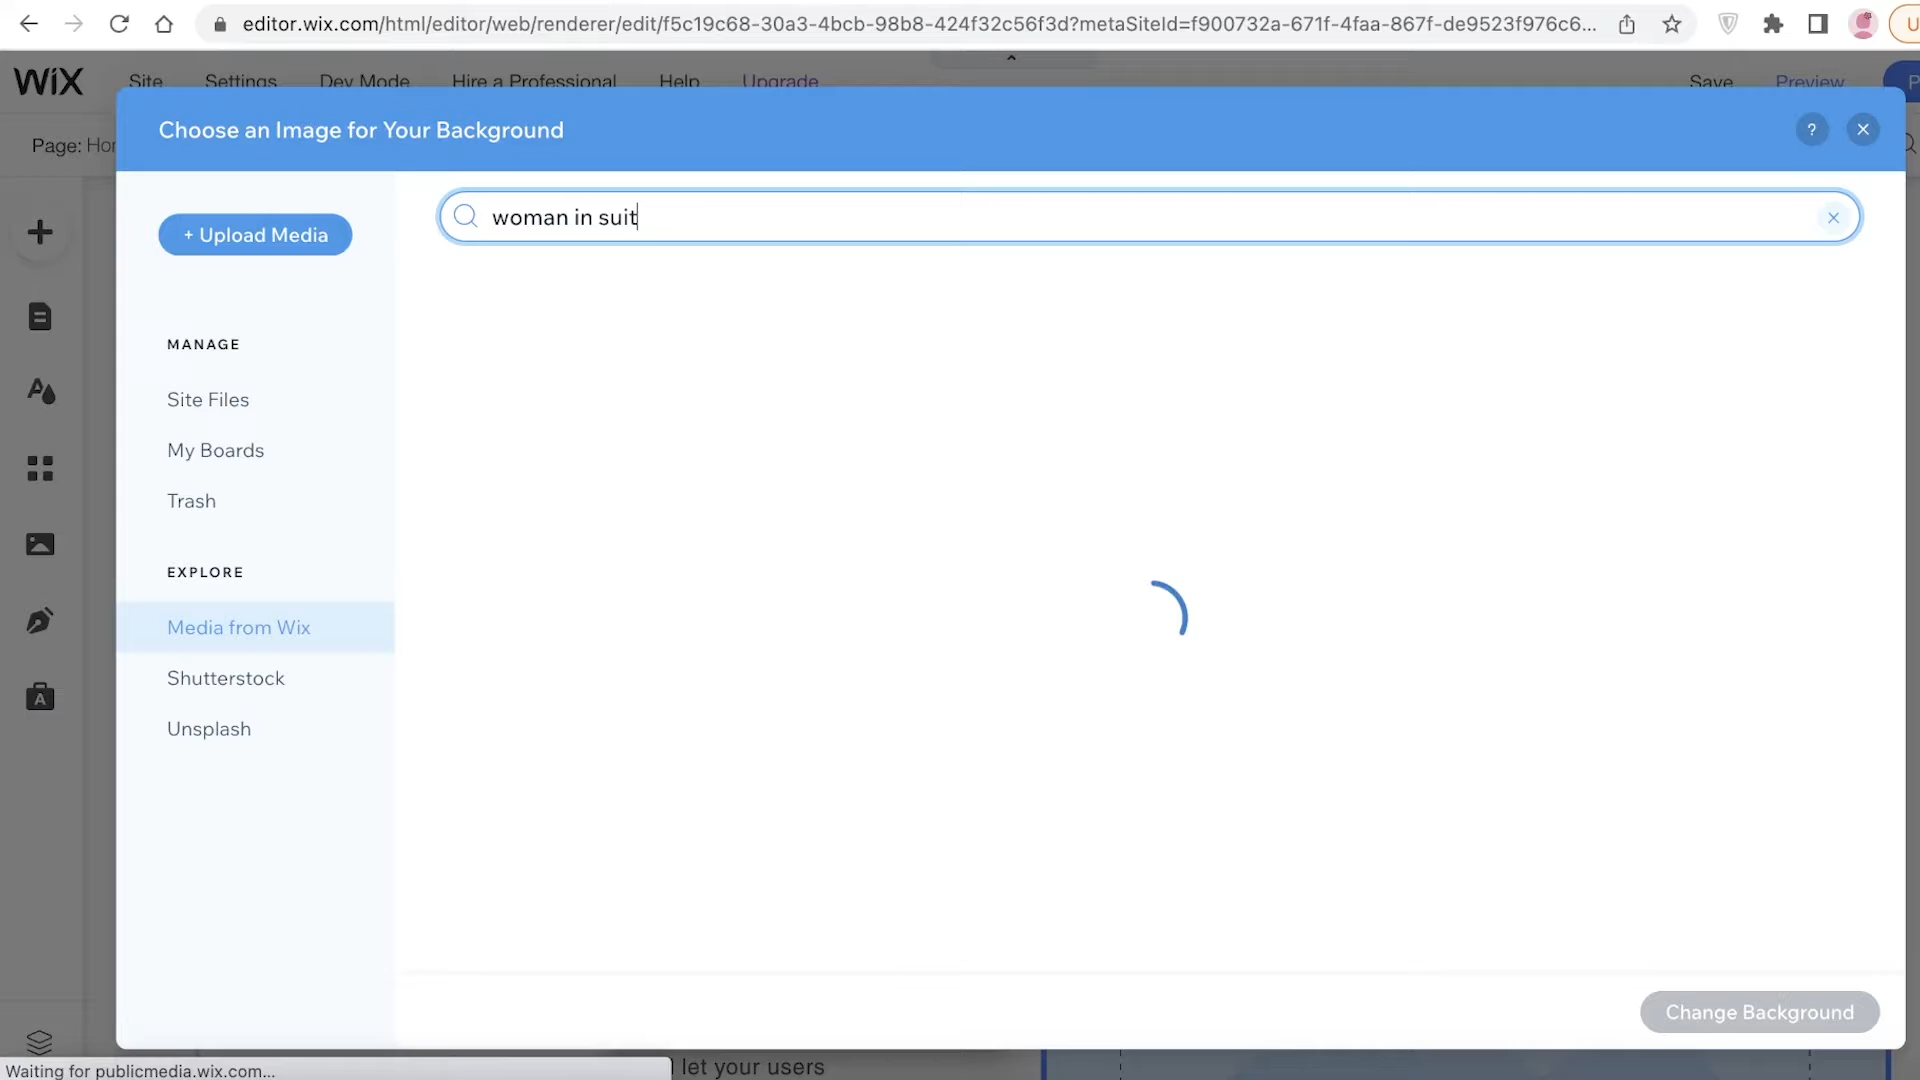 editor.wix.com/html/editor/web/renderer/edit/f5c19c68-30a3-4bcb-98b8-424f32c56f3d?metaSiteId=f900732a-671f-4faa-867f-de9523f976c6...
U
WiX Site Settings Dev Mode Hire a Professional Help Upgrade Save Preview P
Page: Hor
Choose an Image for Your Background
?
woman in suit
+ Upload Media
MANAGE
Site Files
My Boards
Trash
EXPLORE
Media from Wix
Shutterstock
Unsplash
Change Background
let your users
Waiting for publicmedia.wix.com...